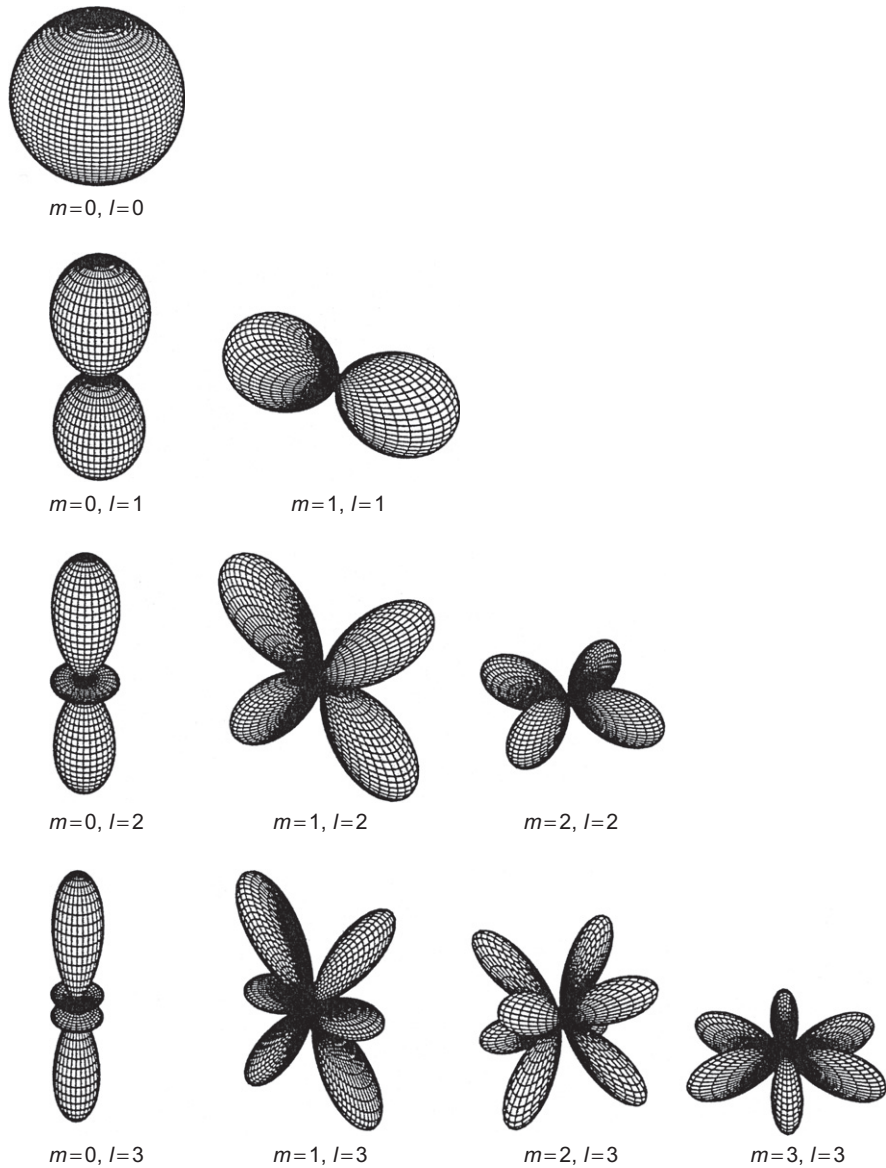 m=0, l=0
m=0, l=1 m=1, l=1
m=0, l=2 m=1, l=2 m=2, l=2
m=0, l=3 m=1, l=3 m=2, l=3 m=3, l=3